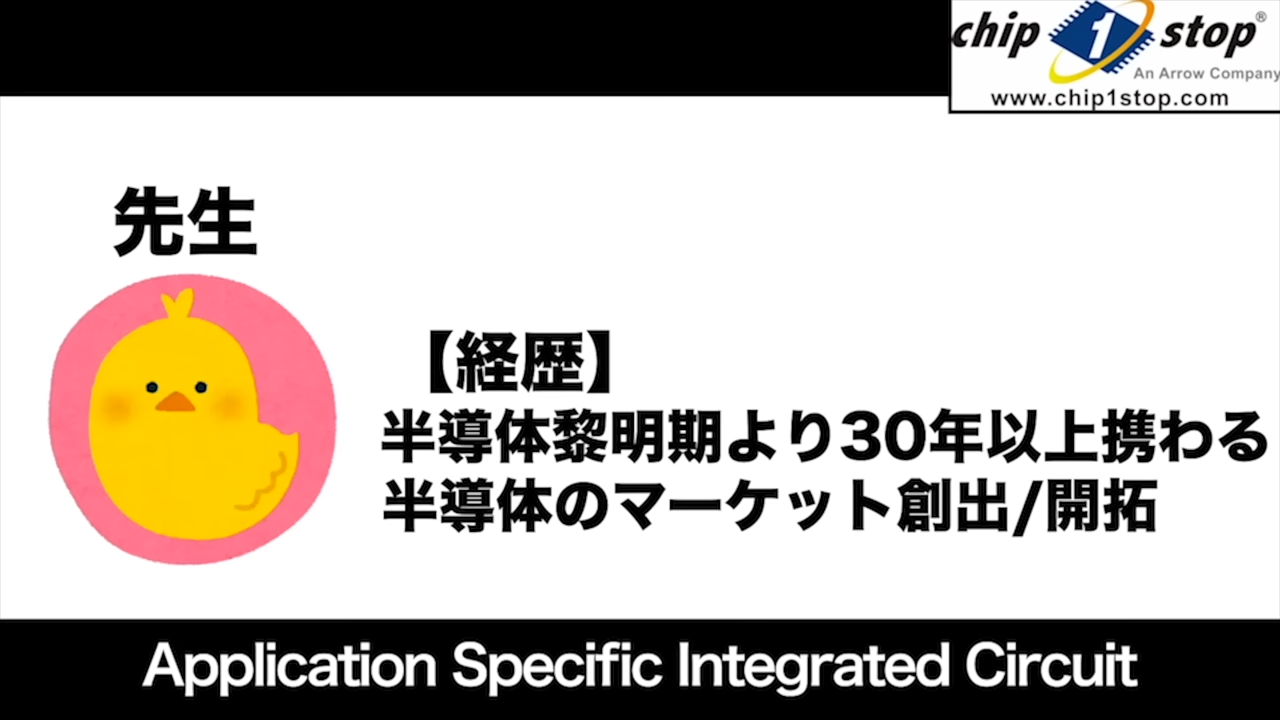 chip 1 stop®
An Arrow Company
www.chip1stop.com
先生
【経歴】
半導体黎明期より30年以上携わる
半導体のマーケット創出/開拓
Application Specific Integrated Circuit